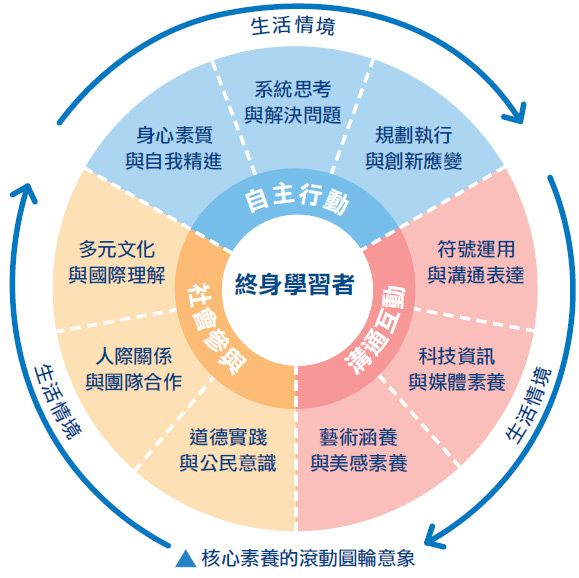 生活情境
系統思考
與解決問題
身心素質
與自我精進
規劃執行
與創新應變
自主行動
多元文化
與國際理解
符號運用
與溝通表達
終身學習者
社會參與
溝通互動
人際關係
與團隊合作
科技資訊
與媒體素養
生活情境
生活情境
道德實踐
與公民意識
藝術涵養
與美感素養
▲ 核心素養的滾動圓輪意象